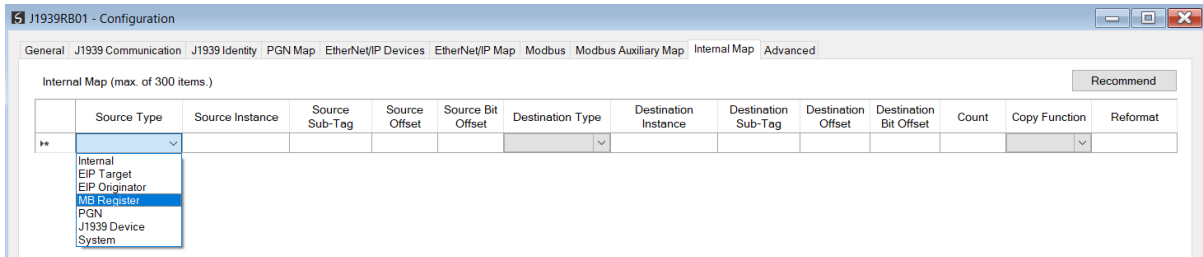 J1939RB01 - Configuration
General J1939 Communication J1939 Identity PGN Map EtherNet/IP Devices EtherNet/IP Map Modbus Modbus Auxiliary Map Internal Map Advanced
Internal Map (max. of 300 items.) Recommend
Source Type Source Instance Source Sub-Tag Source Offset Source Bit Offset Destination Type Destination Instance Destination Sub-Tag Destination Offset Destination Bit Offset Count Copy Function Reformat
Internal
EIP Target
EIP Originator
MB Register
PGN
J1939 Device
System